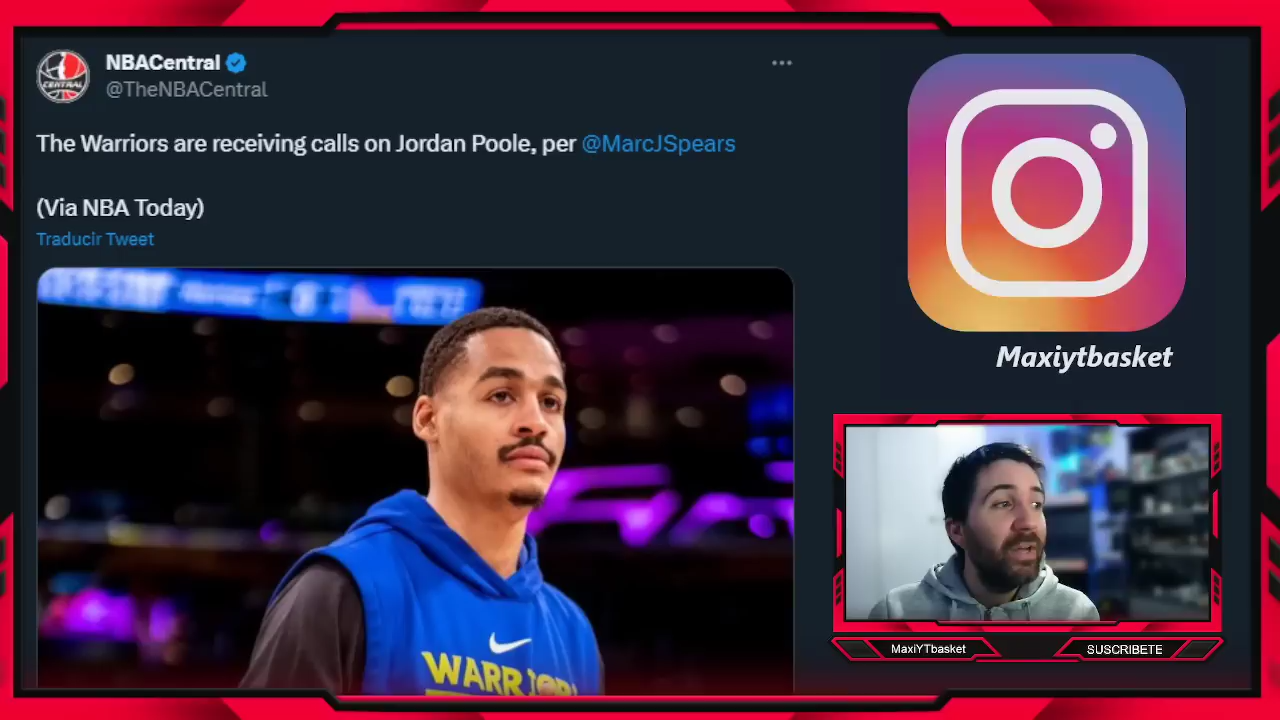 NBACentral
@TheNBACentral
The Warriors are receiving calls on Jordan Poole, per @MarcJSpears
(Via NBA Today)
Traducir Tweet
CENTRAL
WARRIORS
Maxiytbasket
MaxiYTbasket
SUSCRIBETE